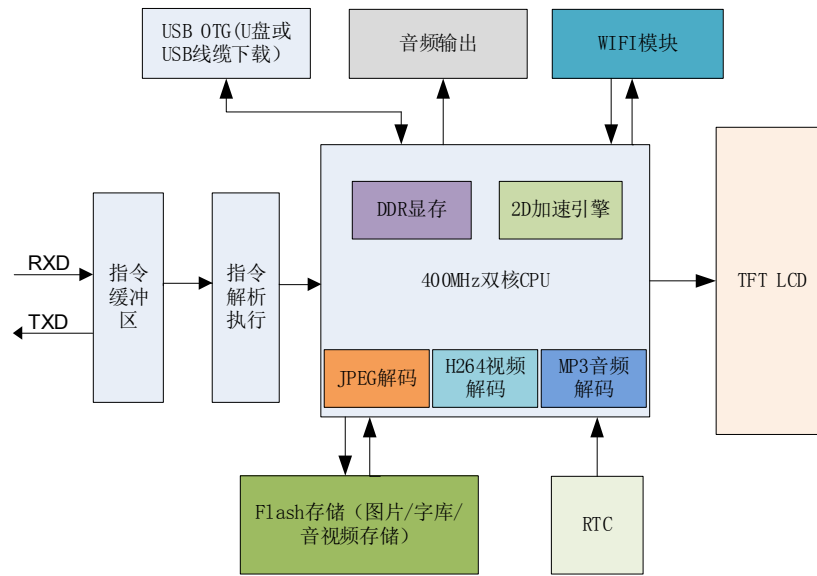 USB OTG(U盘或
USB线缆下载）
音频输出
WIFI模块
DDR显存
2D加速引擎
RXD
TXD
指令
缓冲
区
指令
解析
执行
400MHz双核CPU
TFT LCD
JPEG解码
H264视频
解码
MP3音频
解码
Flash存储（图片/字库/
音视频存储）
RTC